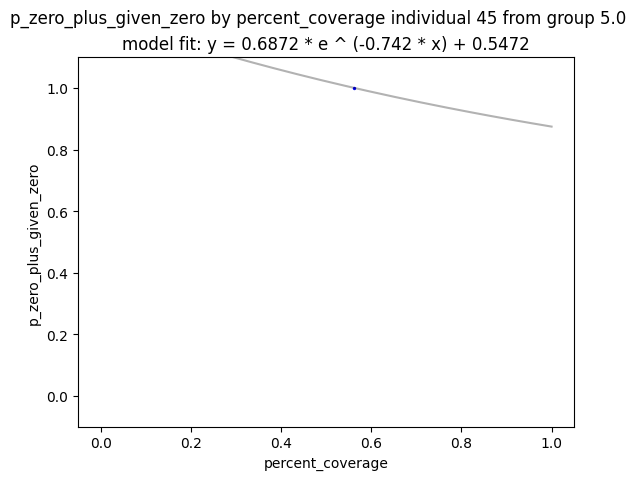 p_zero_plus_given_zero by percent_coverage individual 45 from group 5.0
model fit: y = 0.6872 * e ^ (-0.742 * x) + 0.5472
1.0
0.8
0.6
0.4
0.2
0.0
p_zero_plus_given_zero
0.0 0.2 0.4 0.6 0.8 1.0
percent_coverage